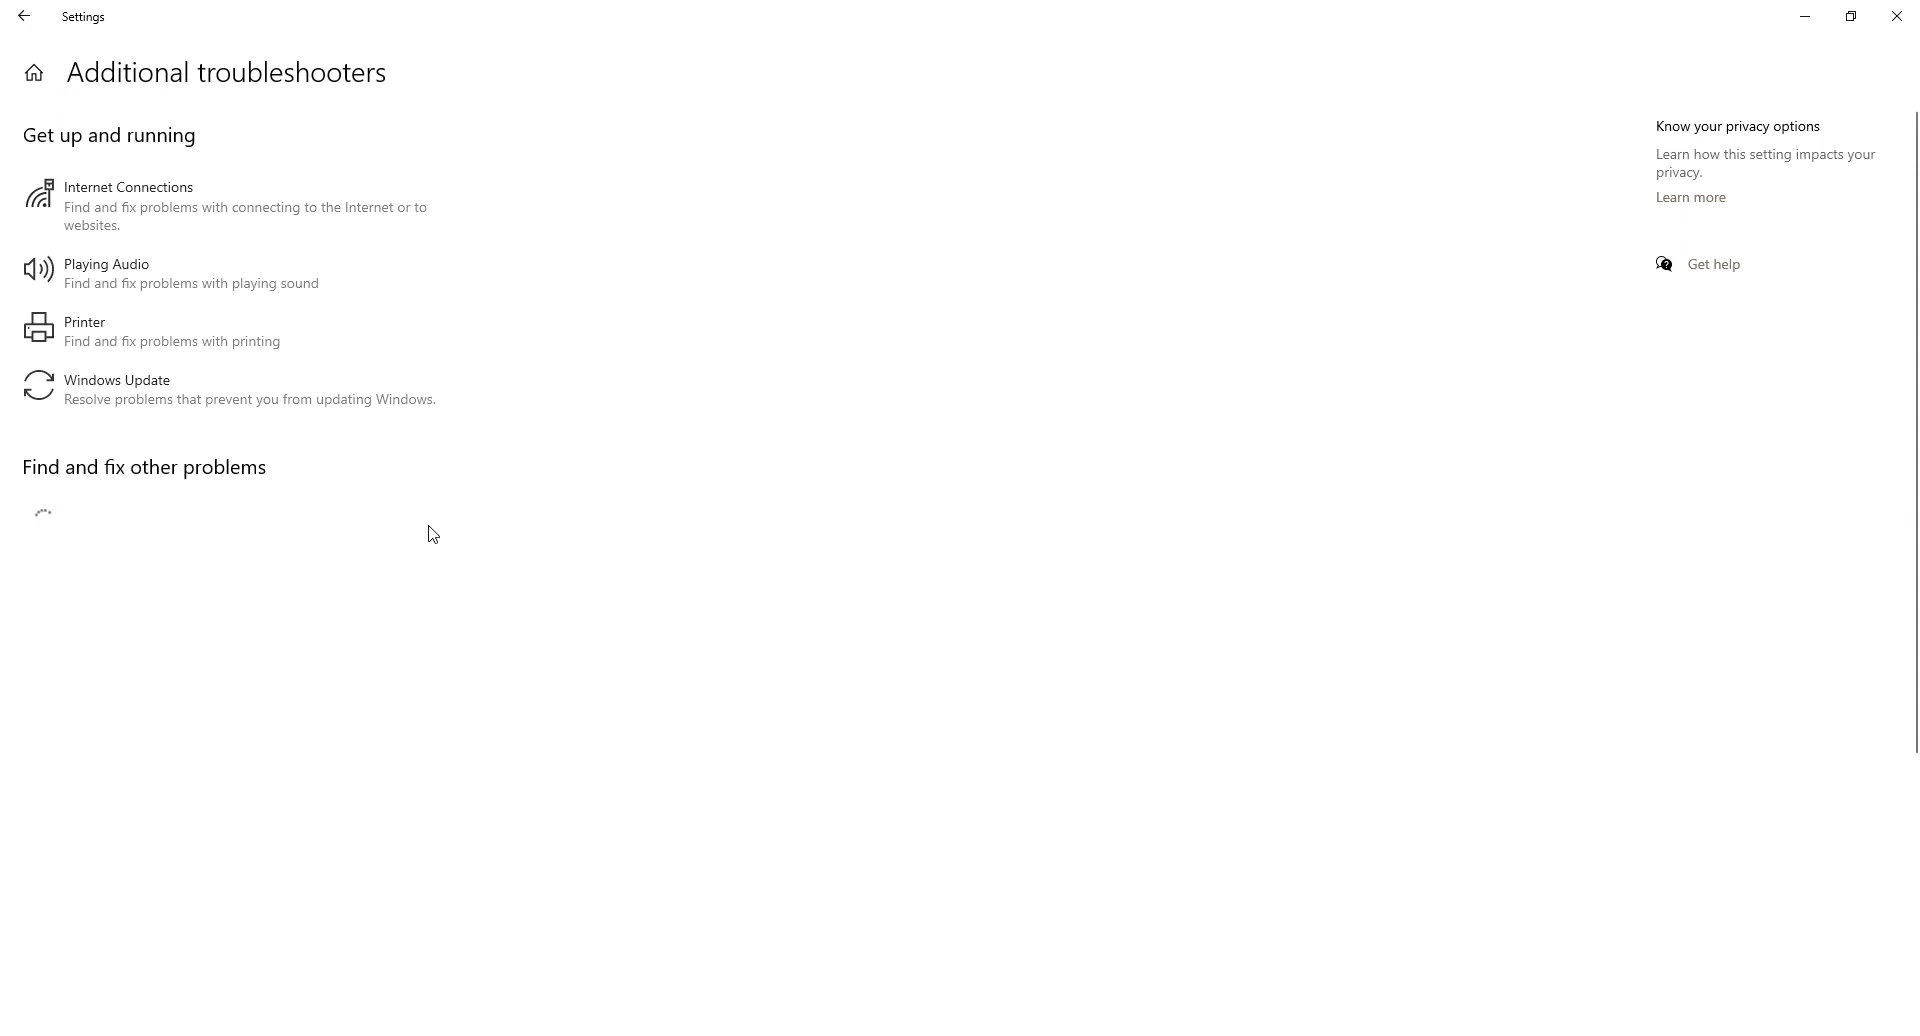 Settings
Additional troubleshooters
Get up and running
Internet Connections
Find and fix problems with connecting to the Internet or to
websites.
Playing Audio
Find and fix problems with playing sound
Printer
Find and fix problems with printing
Windows Update
Resolve problems that prevent you from updating Windows.
Find and fix other problems
Know your privacy options
Learn how this setting impacts your
privacy.
Learn more
Get help